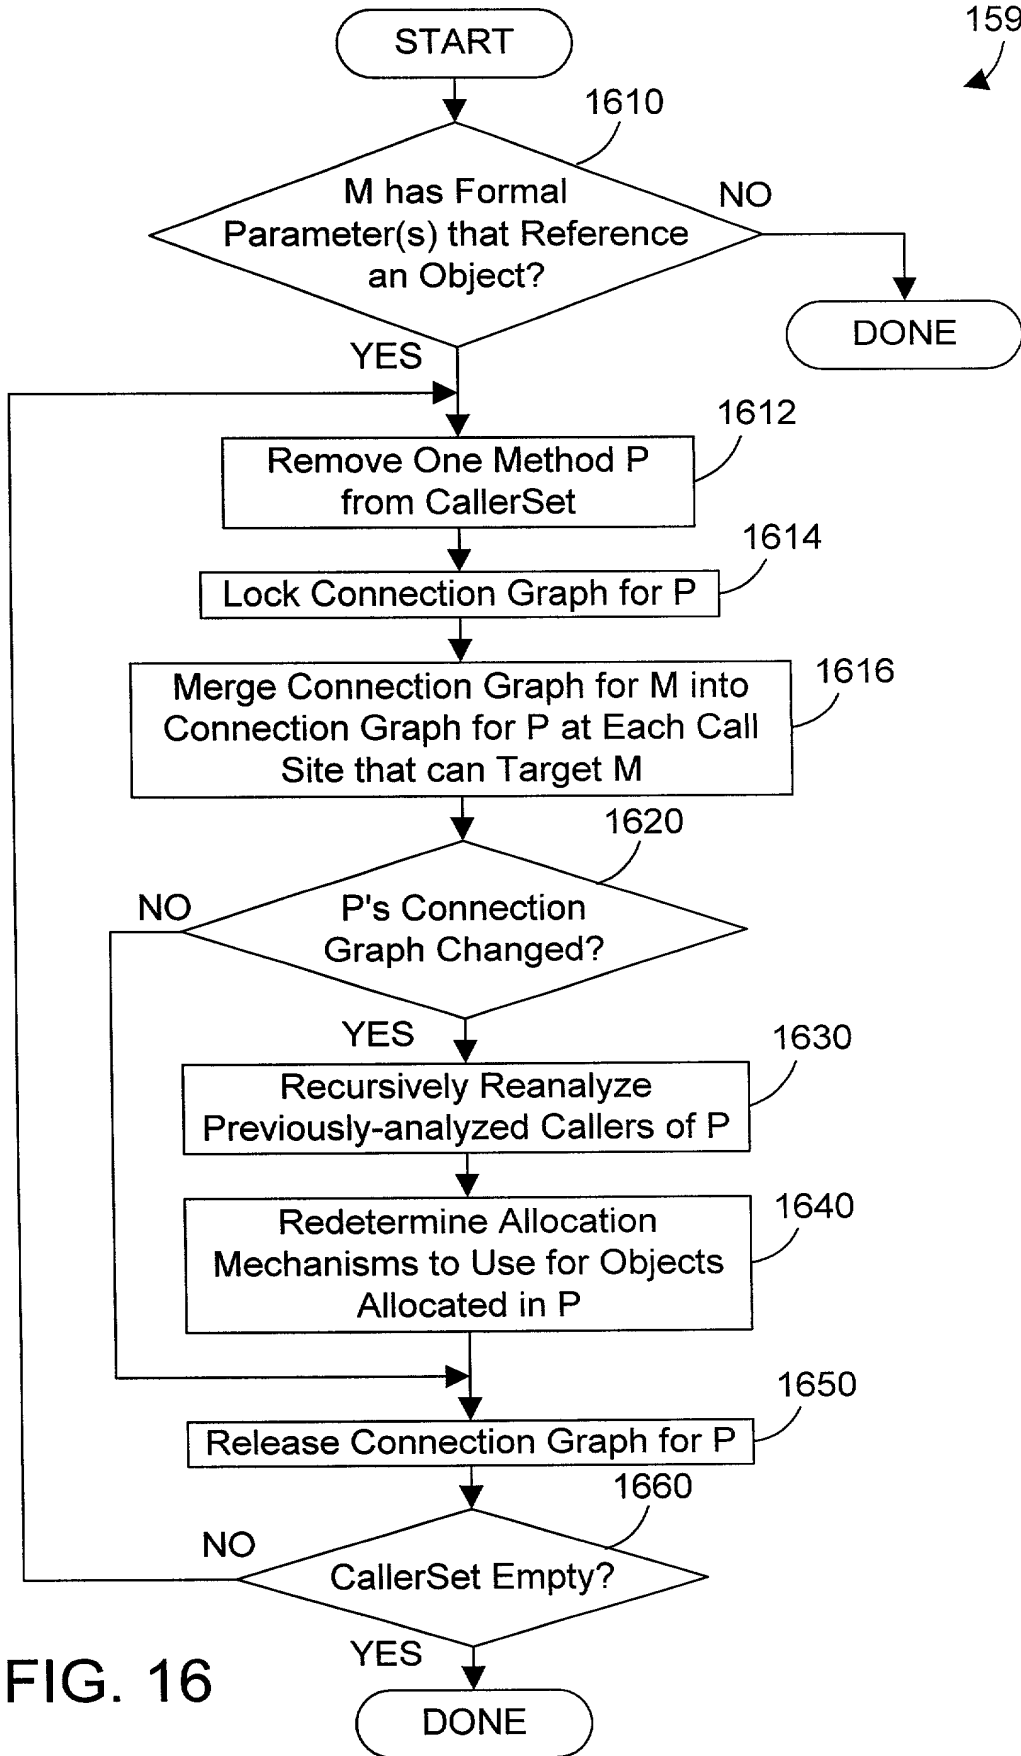 START
159
1610
M has Formal
Parameter(s) that Reference
an Object?
NO
DONE
YES
1612
Remove One Method P
from CallerSet
1614
Lock Connection Graph for P
1616
Merge Connection Graph for M into
Connection Graph for P at Each Call
Site that can Target M
1620
P's Connection
Graph Changed?
NO
YES
1630
Recursively Reanalyze
Previously-analyzed Callers of P
1640
Redetermine Allocation
Mechanisms to Use for Objects
Allocated in P
1650
Release Connection Graph for P
1660
CallerSet Empty?
NO
YES
DONE
FIG. 16